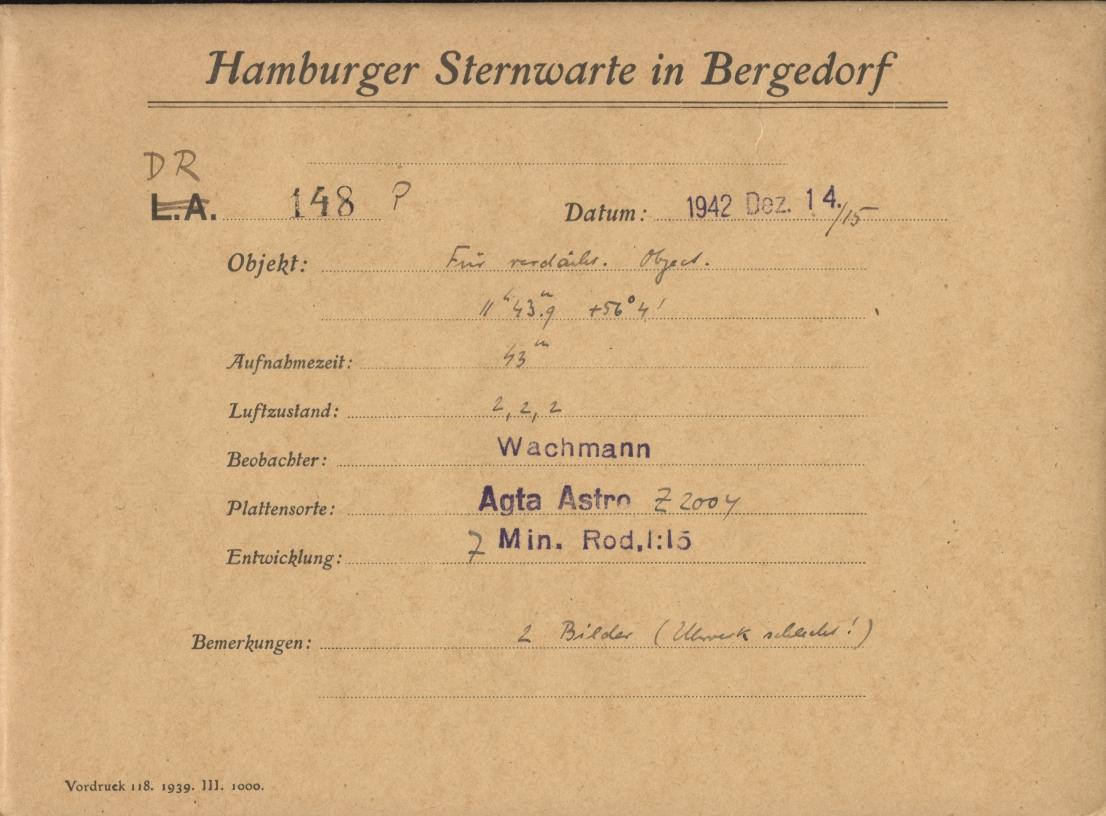 Hamburger Sternwarte in Bergedorf
DR
L.A. 148 P Datum: 1942 Dez. 14./15
Objekt: Für verdächt. Object.
11ʰ 43ᵐ.9 +56° 4'
Aufnahmezeit: 43ᵐ
Luftzustand: 2, 2, 2
Beobachter: Wachmann
Plattensorte: Agfa Astro Z 2004
Entwicklung: 7 Min. Rod.1:15
Bemerkungen: 2 Bilder (Uhrwerk schlecht!)
Vordruck 118. 1939. III. 1000.